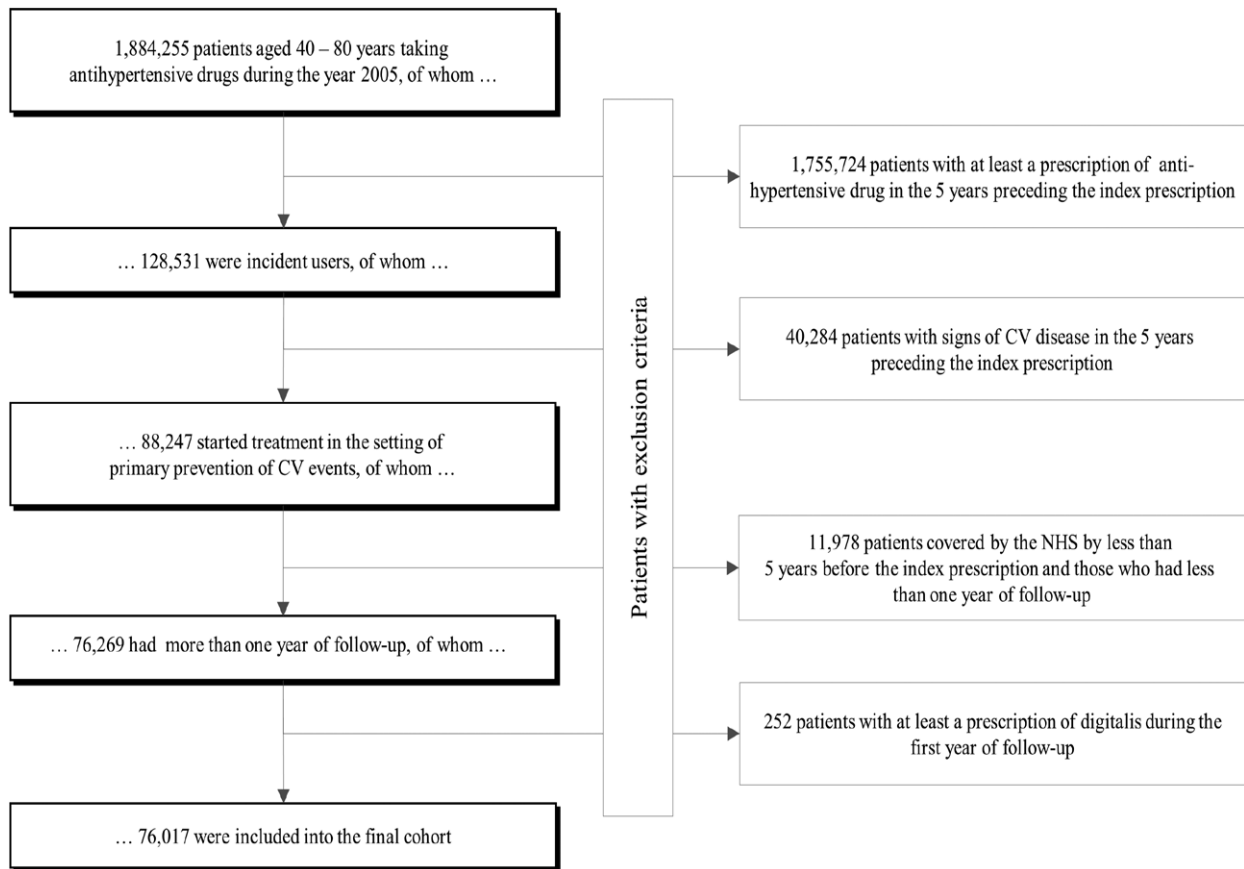 1,884,255 patients aged 40 – 80 years taking
antihypertensive drugs during the year 2005, of whom …
1,755,724 patients with at least a prescription of anti-
hypertensive drug in the 5 years preceding the index prescription
… 128,531 were incident users, of whom …
40,284 patients with signs of CV disease in the 5 years
preceding the index prescription
Patients with exclusion criteria
… 88,247 started treatment in the setting of
primary prevention of CV events, of whom …
11,978 patients covered by the NHS by less than
5 years before the index prescription and those who had less
than one year of follow-up
… 76,269 had more than one year of follow-up, of whom …
252 patients with at least a prescription of digitalis during the
first year of follow-up
… 76,017 were included into the final cohort